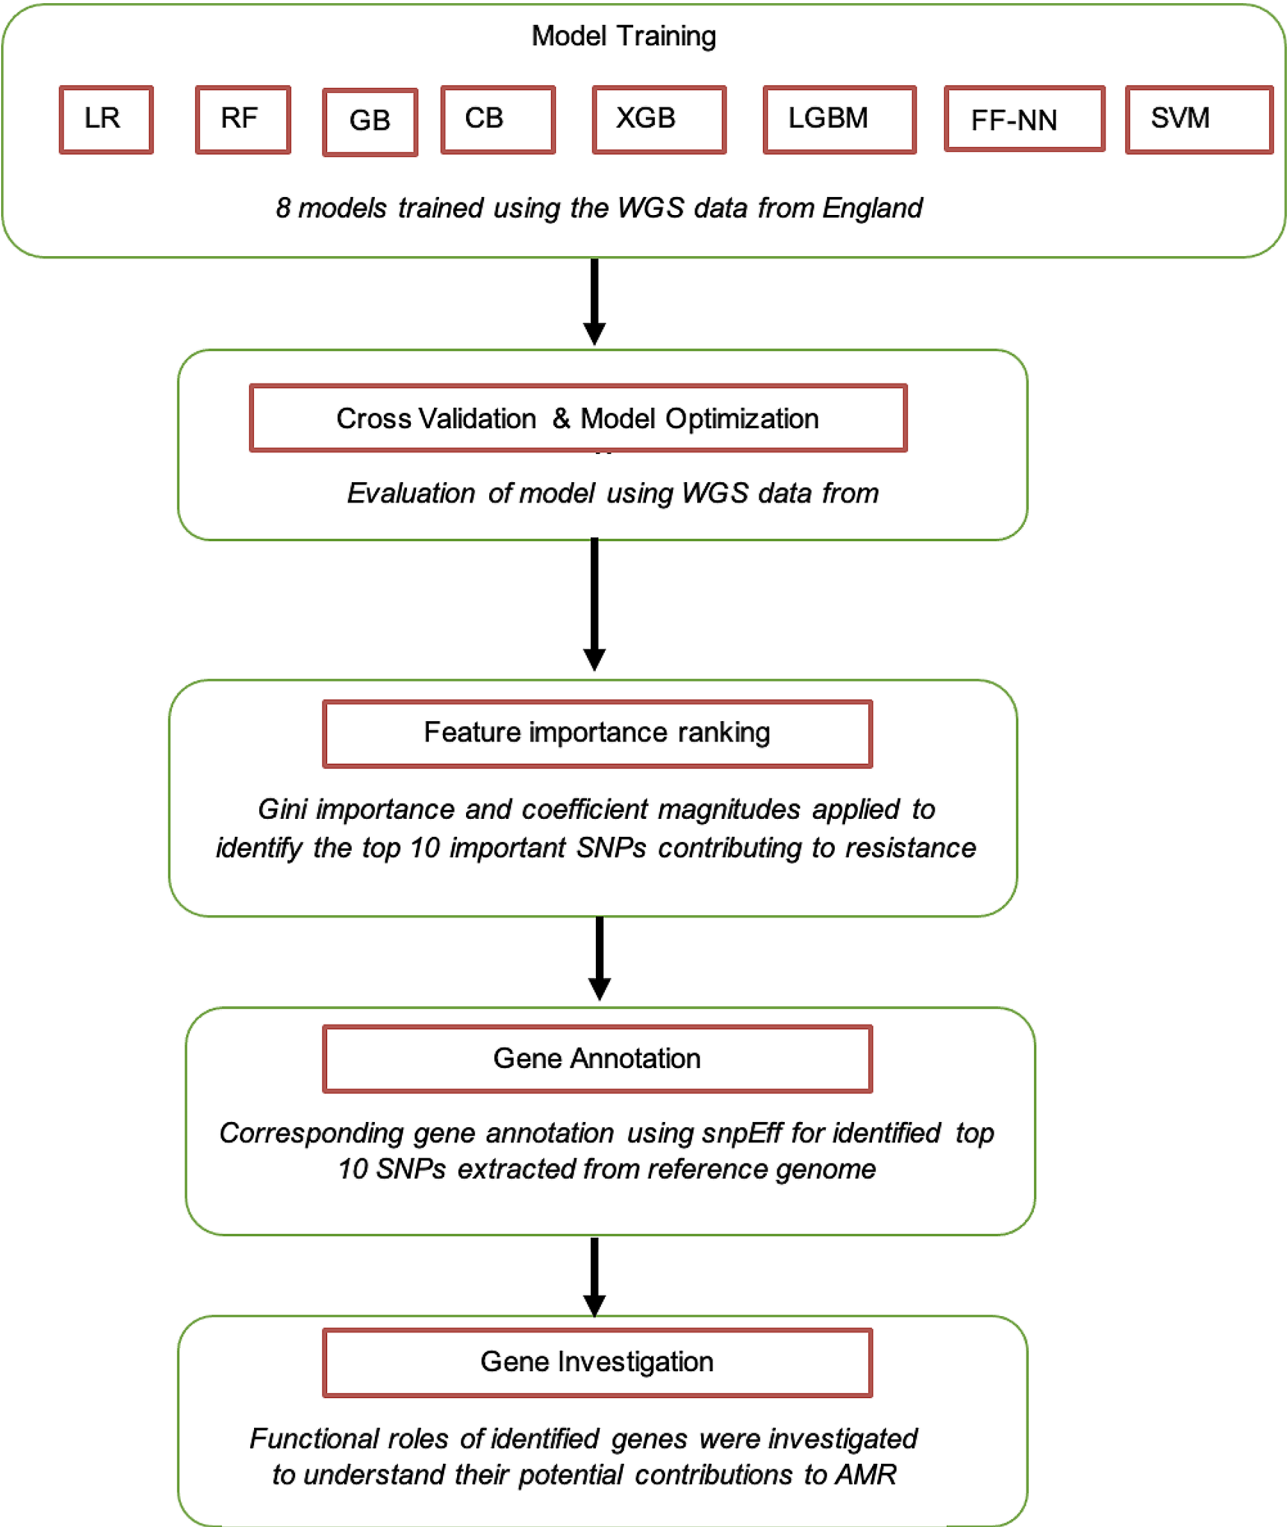 Model Training
LR RF GB CB XGB LGBM FF-NN SVM
8 models trained using the WGS data from England
Cross Validation & Model Optimization
Evaluation of model using WGS data from
Feature importance ranking
Gini importance and coefficient magnitudes applied to
identify the top 10 important SNPs contributing to resistance
Gene Annotation
Corresponding gene annotation using snpEff for identified top
10 SNPs extracted from reference genome
Gene Investigation
Functional roles of identified genes were investigated
to understand their potential contributions to AMR